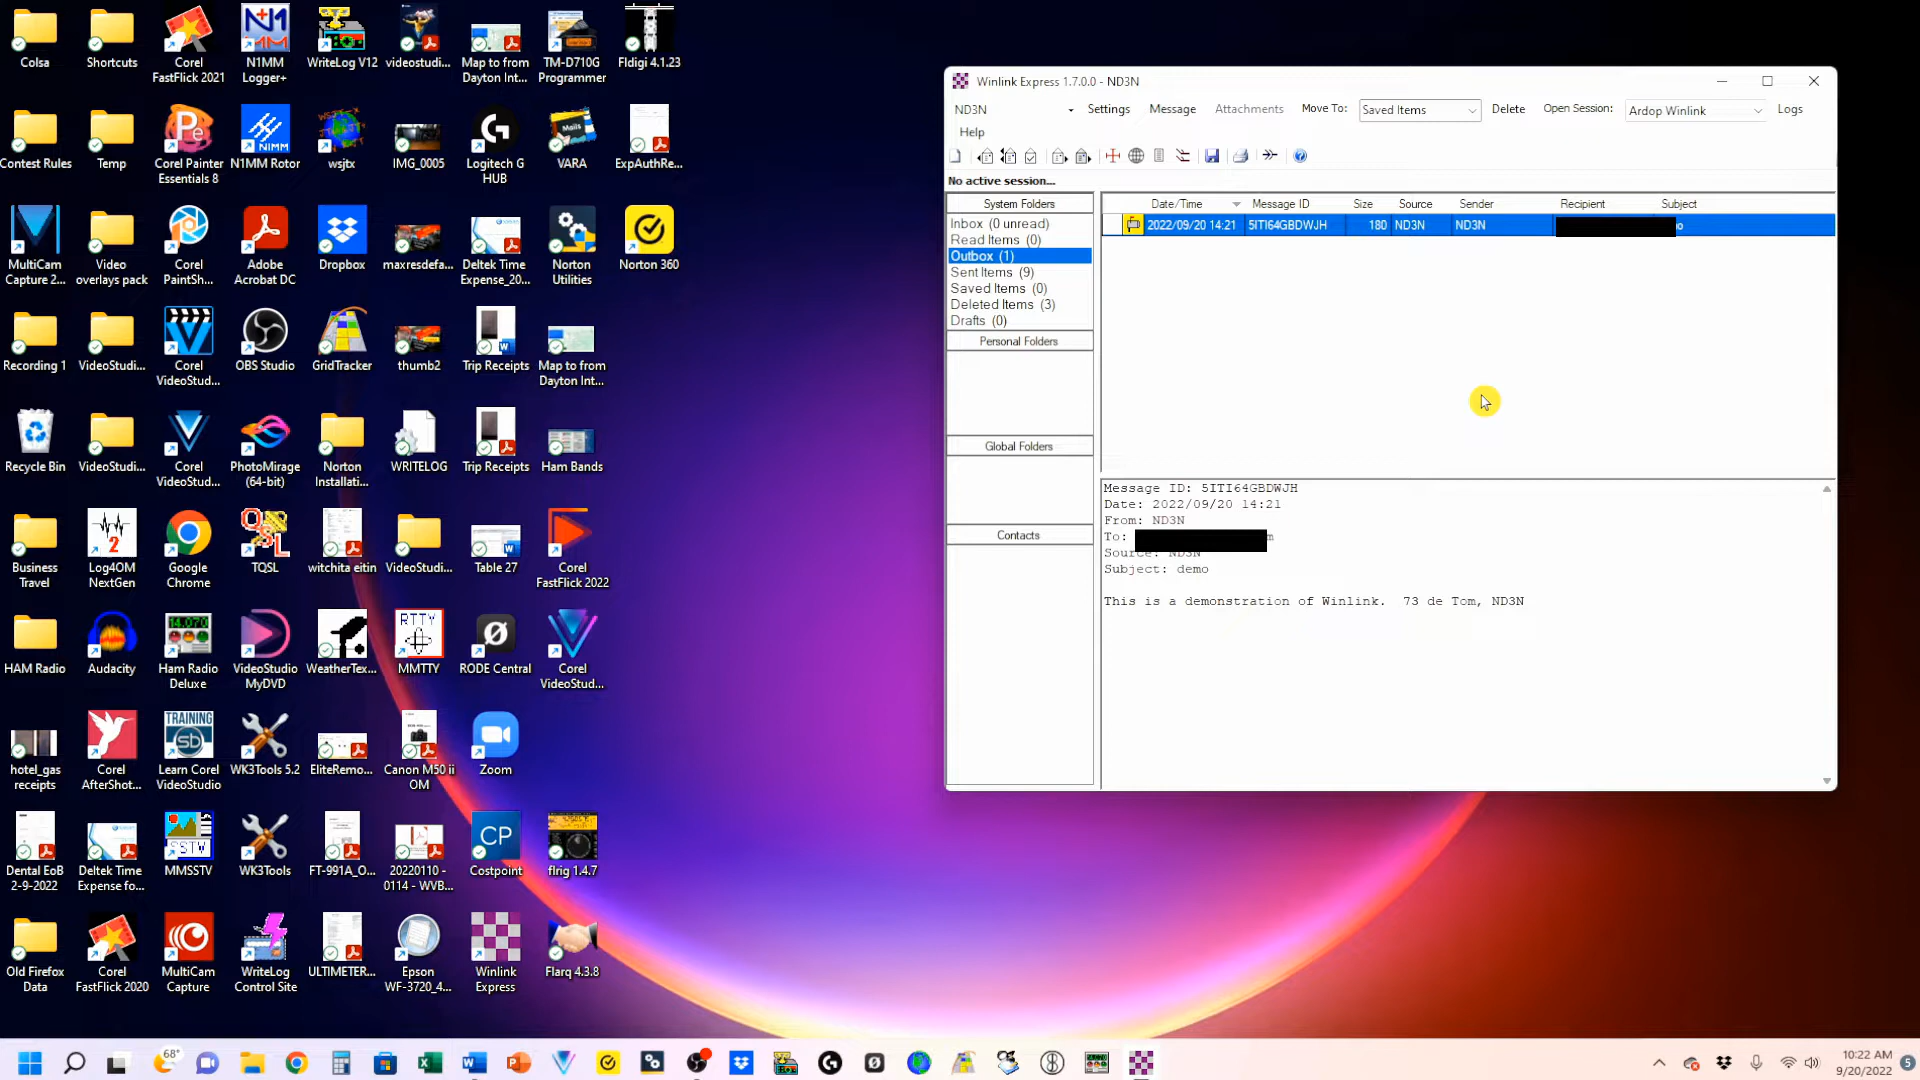 Colsa
Shortcuts
Corel FastFlick 2021
N1MM Logger+
WriteLog V12
videostudi...
Map to from Dayton Int...
TM-D710G Programmer
Fldigi 4.1.23
Contest Rules
Temp
Corel Painter Essentials 8
N1MM Rotor
wsjtx
IMG_0005
Logitech G HUB
VARA
ExpAuthRe...
MultiCam Capture 2...
Video overlays pack
Corel PaintSh...
Adobe Acrobat DC
Dropbox
maxresdefa...
Deltek Time Expense_20...
Norton Utilities
Norton 360
Recording 1
VideoStudi...
Corel VideoStud...
OBS Studio
GridTracker
thumb2
Trip Receipts
Map to from Dayton Int...
Recycle Bin
VideoStudi...
Corel VideoStud...
PhotoMirage (64-bit)
Norton Installati...
WRITELOG
Trip Receipts
Ham Bands
Business Travel
Log4OM NextGen
Google Chrome
TQSL
witchita eitin
VideoStudi...
Table 27
Corel FastFlick 2022
HAM Radio
Audacity
Ham Radio Deluxe
VideoStudio MyDVD
WeatherTex...
MMTTY
RODE Central
Corel VideoStud...
hotel_gas receipts
Corel AfterShot...
Learn Corel VideoStudio
WK3Tools 5.2
EliteRemo...
Canon M50 ii OM
Zoom
Dental EoB 2-9-2022
Deltek Time Expense fo...
MMSSTV
WK3Tools
FT-991A_O...
20220110 - 0114 - WVB...
Costpoint
flrig 1.4.7
Old Firefox Data
Corel FastFlick 2020
MultiCam Capture
WriteLog Control Site
ULTIMETER...
Epson WF-3720_4...
Winlink Express
Flarq 4.3.8
Winlink Express 1.7.0.0 - ND3N
ND3N Settings Message Attachments Move To: Saved Items Delete Open Session: Ardop Winlink Logs
Help
No active session...
System Folders
Inbox (0 unread)
Read Items (0)
Outbox (1)
Sent Items (9)
Saved Items (0)
Deleted Items (3)
Drafts (0)
Personal Folders
Global Folders
Contacts
Date/Time Message ID Size Source Sender Recipient Subject
2022/09/20 14:21 5ITI64GBDWJH 180 ND3N ND3N
Message ID: 5ITI64GBDWJH
Date: 2022/09/20 14:21
From: ND3N
To:
Source: ND3N
Subject: demo
This is a demonstration of Winlink. 73 de Tom, ND3N
68°
10:22 AM
9/20/2022
5